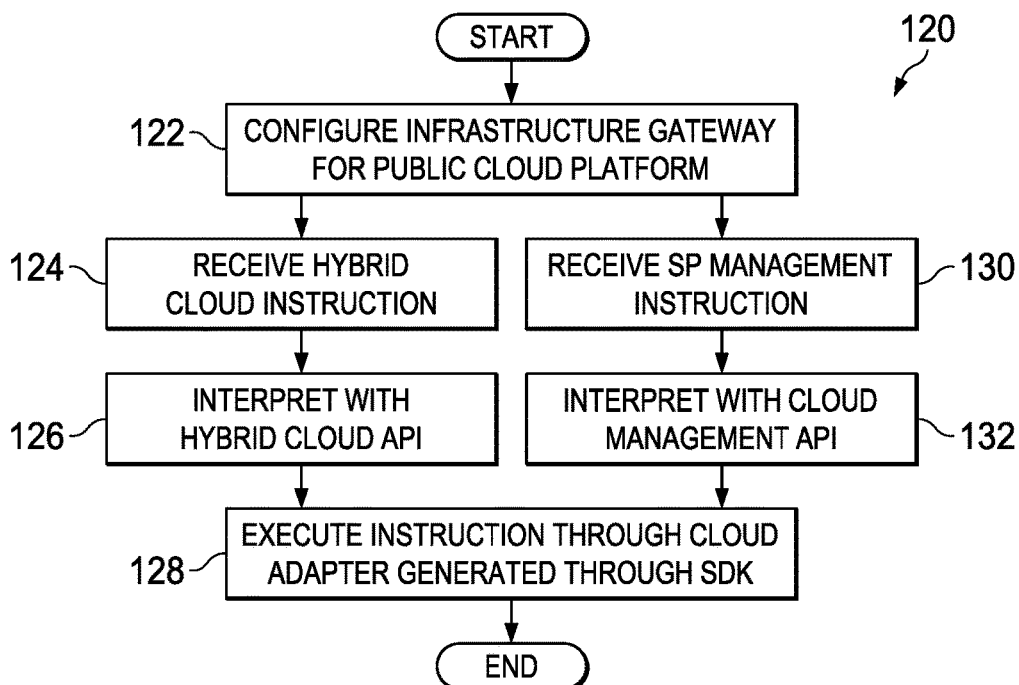 START
120
122
CONFIGURE INFRASTRUCTURE GATEWAY
FOR PUBLIC CLOUD PLATFORM
124
RECEIVE HYBRID
CLOUD INSTRUCTION
RECEIVE SP MANAGEMENT
INSTRUCTION
130
126
INTERPRET WITH
HYBRID CLOUD API
INTERPRET WITH CLOUD
MANAGEMENT API
132
128
EXECUTE INSTRUCTION THROUGH CLOUD
ADAPTER GENERATED THROUGH SDK
END